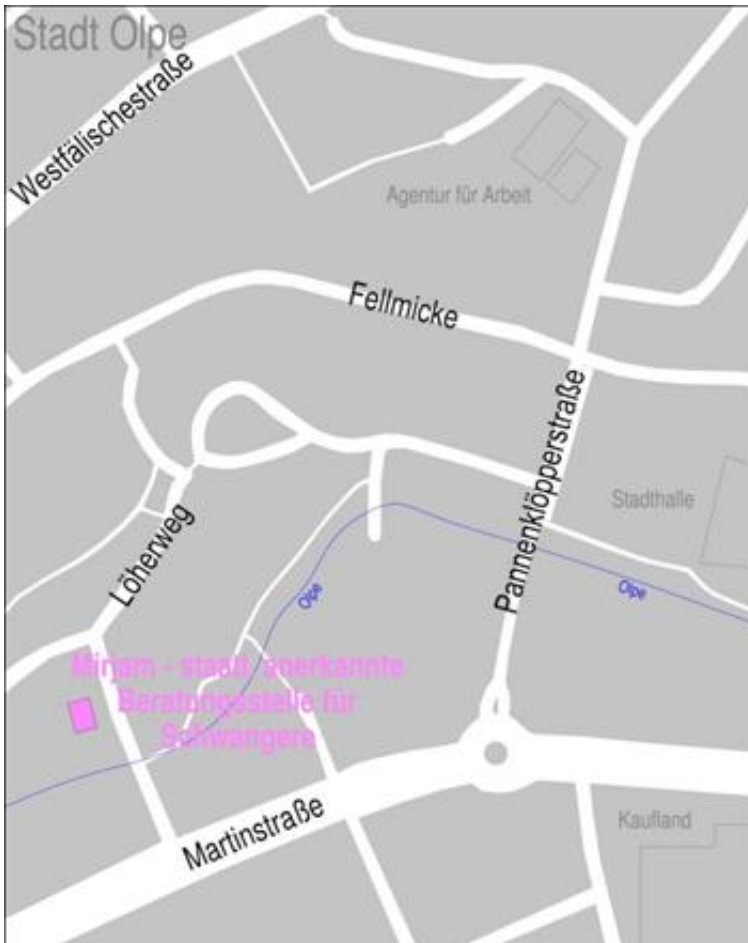 Stadt Olpe
Westfälischestraße
Agentur für Arbeit
Fellmicke
Pannenklöpperstraße
Stadthalle
Löherweg
Olpe
Olpe
Mirjam - staatl. anerkannte
Beratungsstelle für
Schwangere
Martinstraße
Kaufland